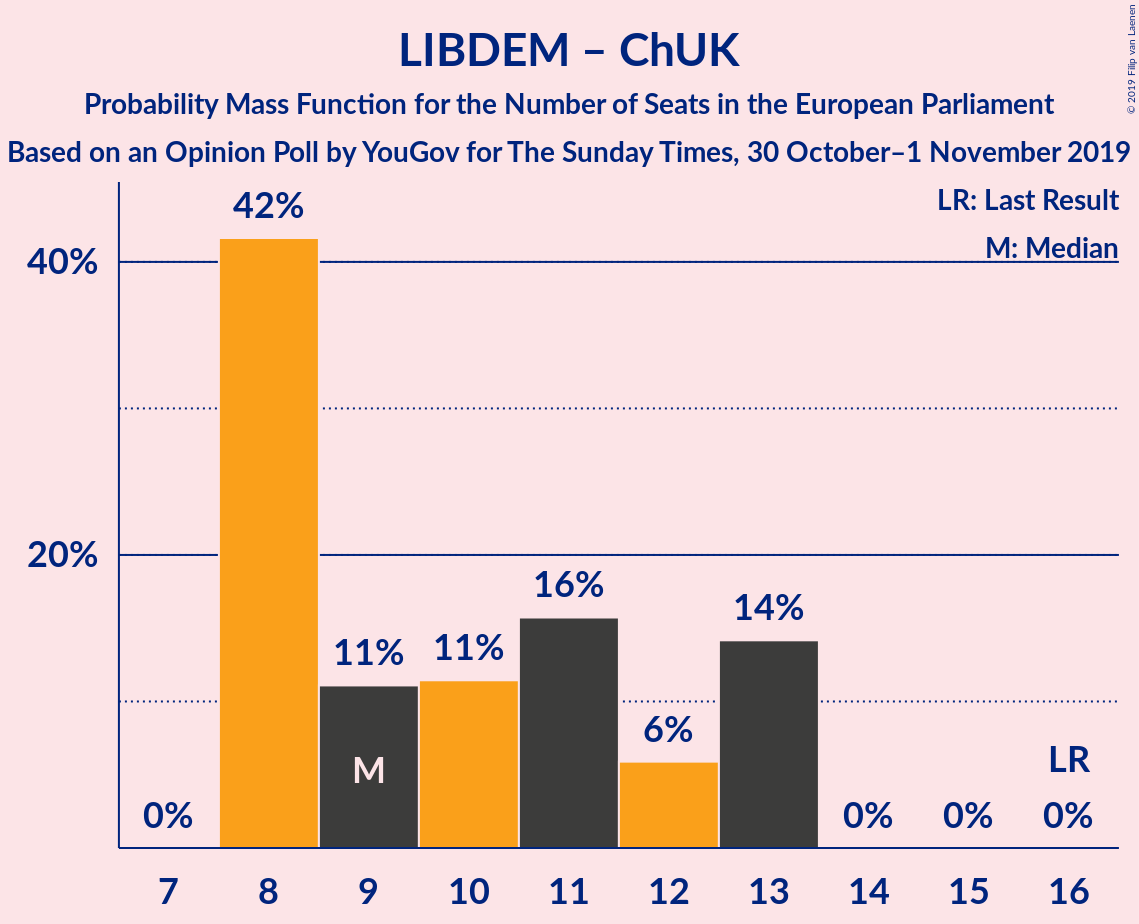 LIBDEM – ChUK
Probability Mass Function for the Number of Seats in the European Parliament
Based on an Opinion Poll by YouGov for The Sunday Times, 30 October–1 November 2019
© 2019 Filip van Laenen
LR: Last Result
M: Median
40%
20%
0%
42%
11%
11%
16%
6%
14%
0%
0%
0%
M
LR
7 8 9 10 11 12 13 14 15 16